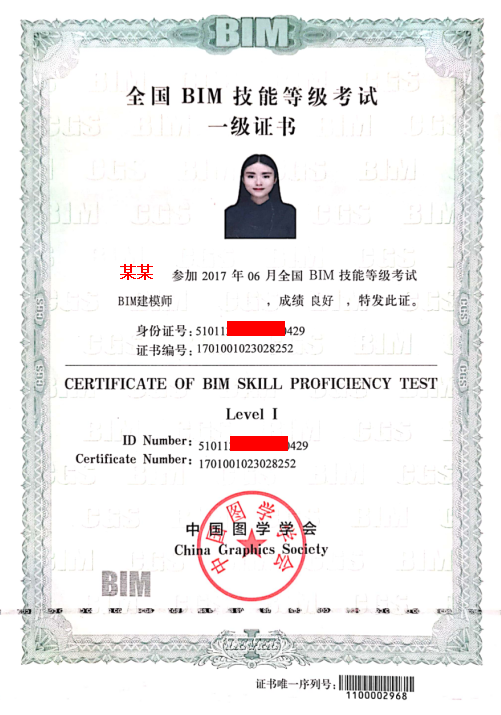 BIM
全国 BIM 技能等级考试
一级证书
某某 参加 2017 年 06 月全国 BIM 技能等级考试
BIM建模师 ，成绩 良好 ，特发此证。
身份证号：51011 0429
证书编号：1701001023028252
CERTIFICATE OF BIM SKILL PROFICIENCY TEST
Level I
ID Number: 51011 0429
Certificate Number: 1701001023028252
中国图学学会
中国图学学会
China Graphics Society
BIM
I
证书唯一序列号：
1100002968